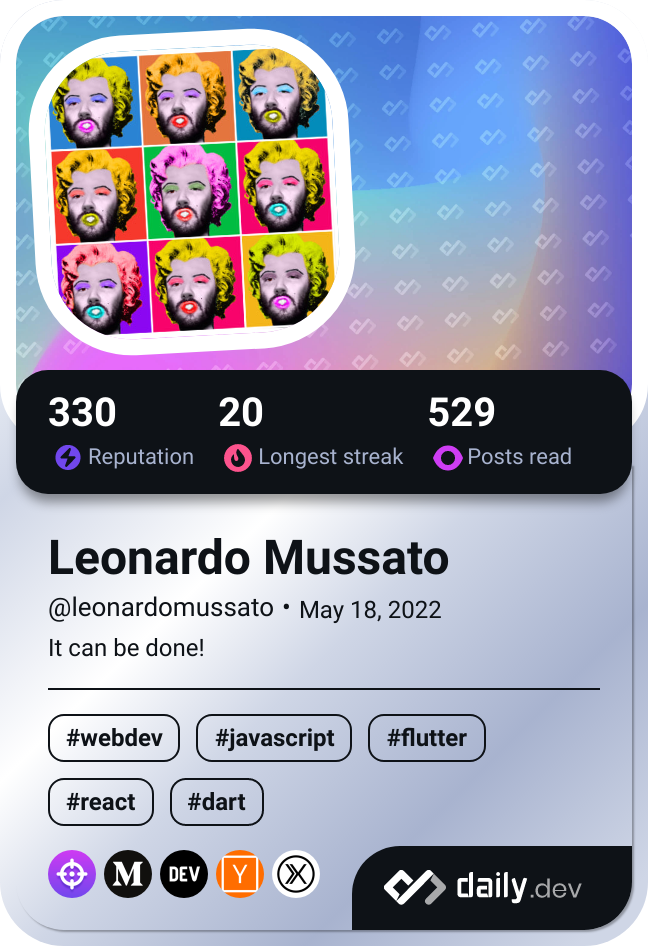 330 20 529
Reputation Longest streak Posts read
Leonardo Mussato
@leonardomussato • May 18, 2022
It can be done!
#webdev #javascript #flutter
#react #dart
M DEV Y X daily.dev